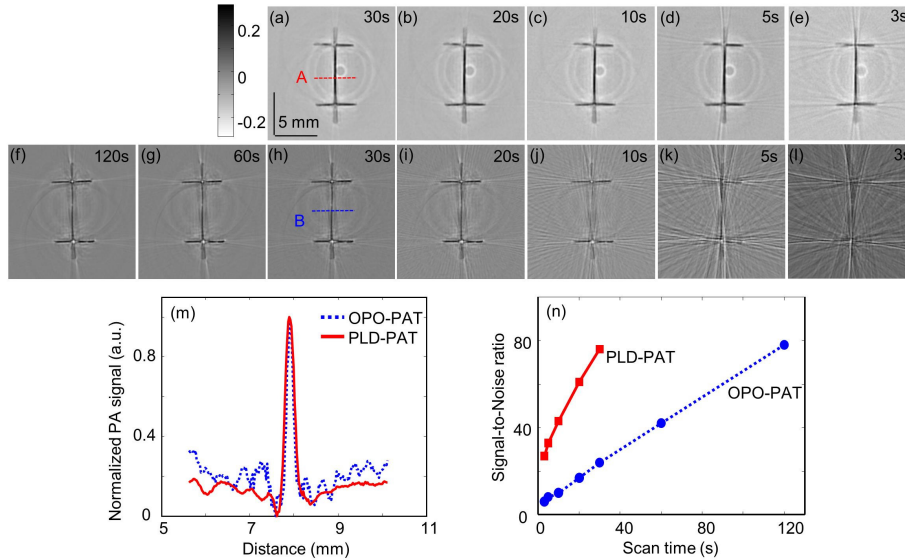 0.2
0
-0.2
(a) 30s
(b) 20s
(c) 10s
(d) 5s
(e) 3s
A
5 mm
(f) 120s
(g) 60s
(h) 30s
(i) 20s
(j) 10s
(k) 5s
(l) 3s
B
(m)
OPO-PAT
PLD-PAT
Normalized PA signal (a.u.)
0.8
0.4
0
5 7 9 11
Distance (mm)
(n)
PLD-PAT
OPO-PAT
Signal-to-Noise ratio
80
40
0
0 40 80 120
Scan time (s)